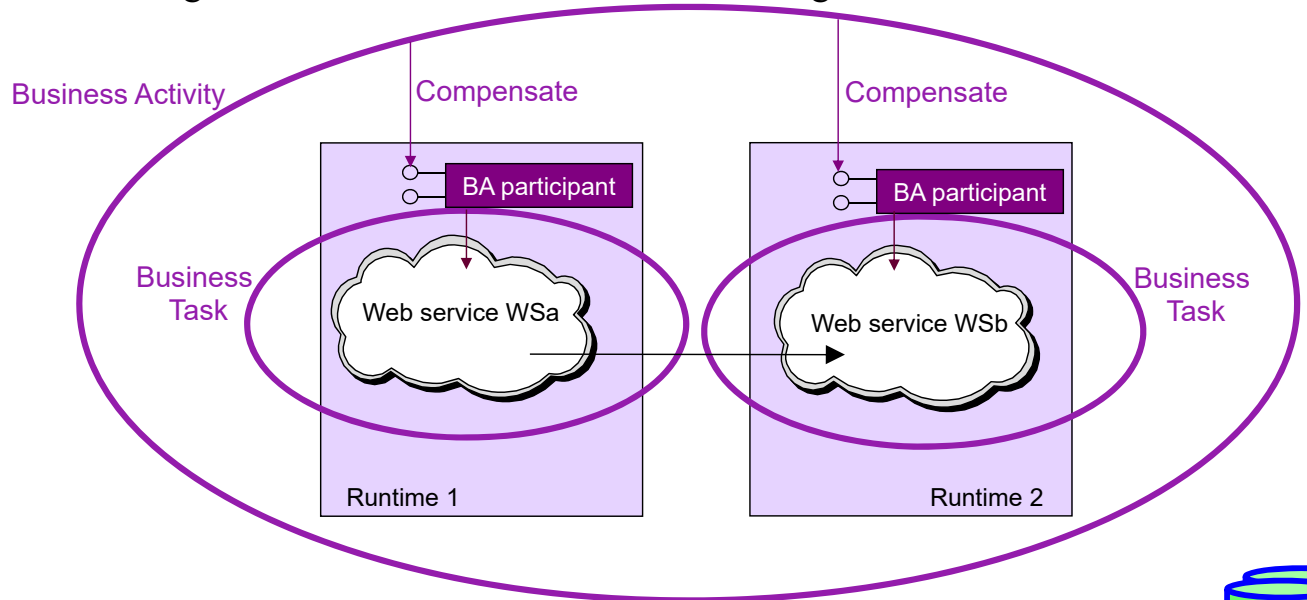 Business Activity
Compensate
Compensate
BA participant
BA participant
Business
Task
Business
Task
Web service WSa
Web service WSb
Runtime 1
Runtime 2